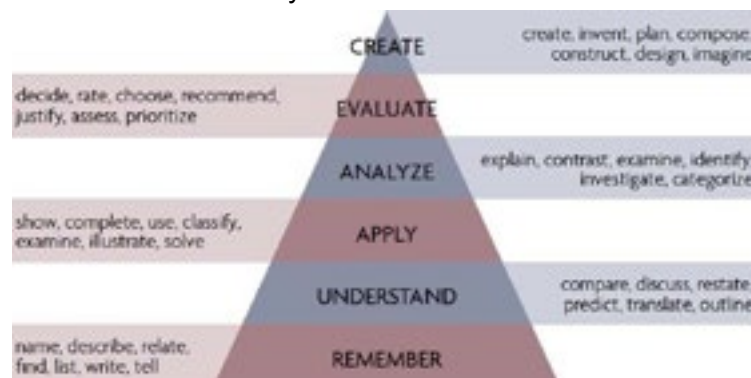 CREATE
create, invent, plan, compose
construct, design, imagine
decide, rate, choose, recommend,
justify, assess, prioritize
EVALUATE
ANALYZE
explain, contrast, examine, identify
investigate, categorize
show, complete, use, classify,
examine, illustrate, solve
APPLY
UNDERSTAND
compare, discuss, restate
predict, translate, outline
name, describe, relate,
find, list, write, tell
REMEMBER